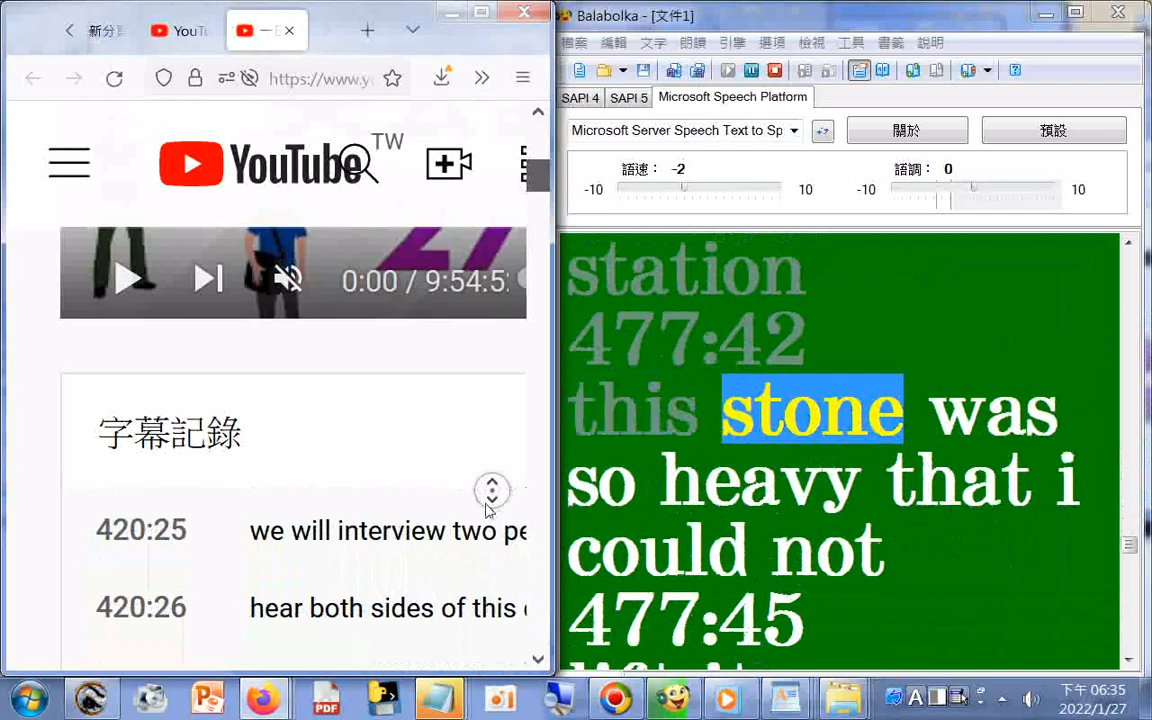 新分
YouTu
一 E
https://www.y
YouTube
TW
27
0:00 / 9:54:5
字幕記錄
420:25
we will interview two pe
420:26
hear both sides of this
Balabolka - [文件1]
檔案 編輯 文字 朗讀 引擎 選項 檢視 工具 書籤 說明
SAPI 4 SAPI 5 Microsoft Speech Platform
Microsoft Server Speech Text to Sp
關於
預設
語速: -2
語調: 0
-10 10 -10 10
station
477:42
this stone was
so heavy that i
could not
477:45
lift it
PDF
A
下午 06:35
2022/1/27